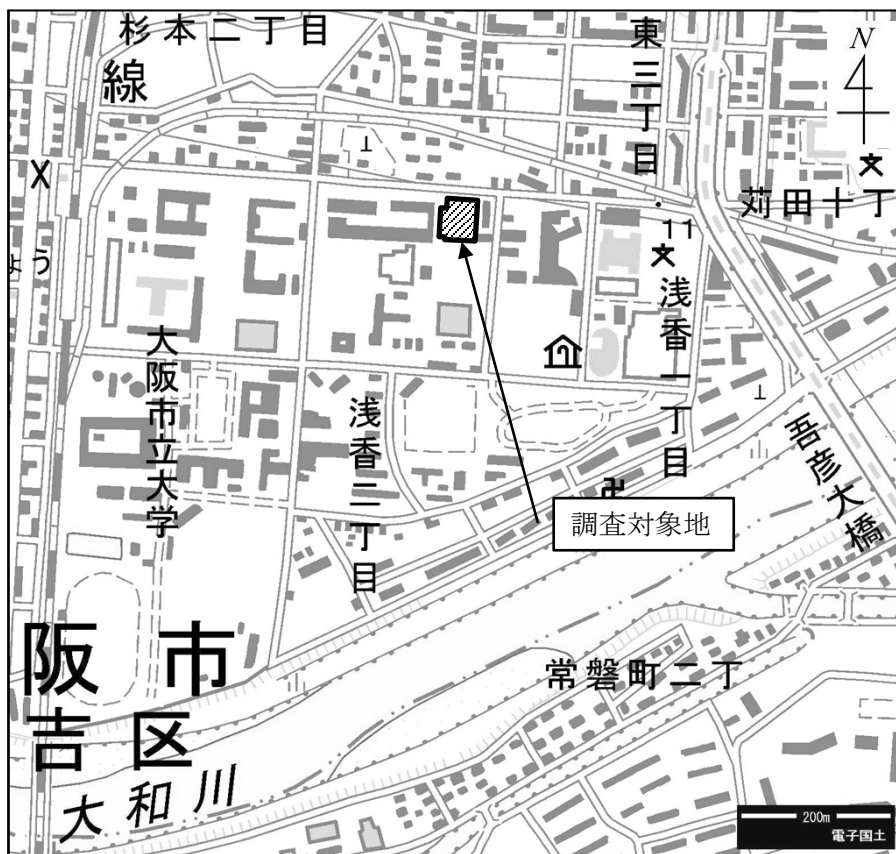 杉本二丁目
線
東三丁目
N
苅田十丁
11
ょう
大阪市立大学
浅香一丁目
浅香二丁目
吾彦大橋
調査対象地
阪市
吉区
常磐町二丁
大和川
200m
電子国土